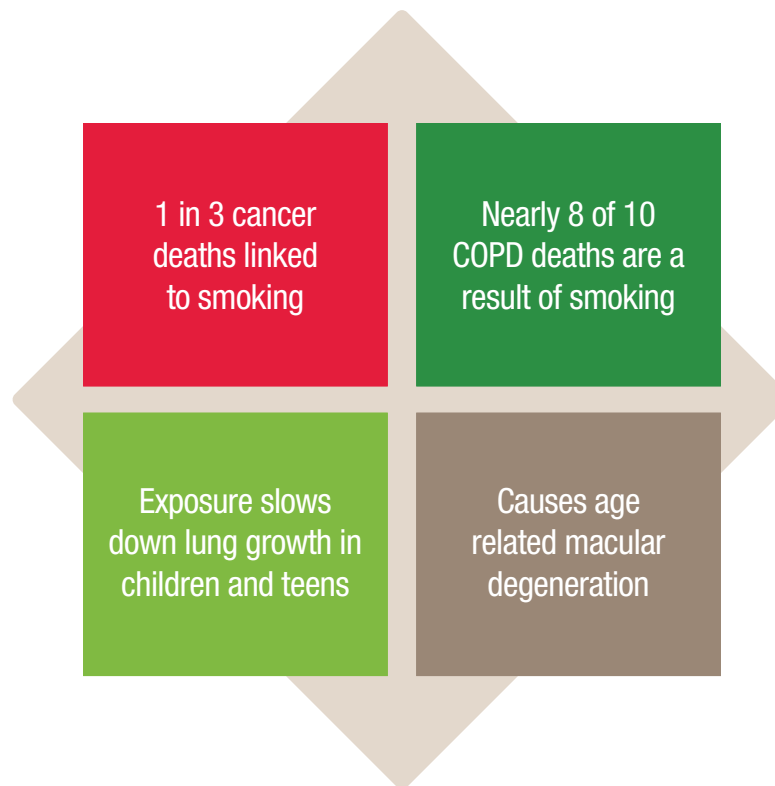 1 in 3 cancer
deaths linked
to smoking
Nearly 8 of 10
COPD deaths are a
result of smoking
Exposure slows
down lung growth in
children and teens
Causes age
related macular
degeneration